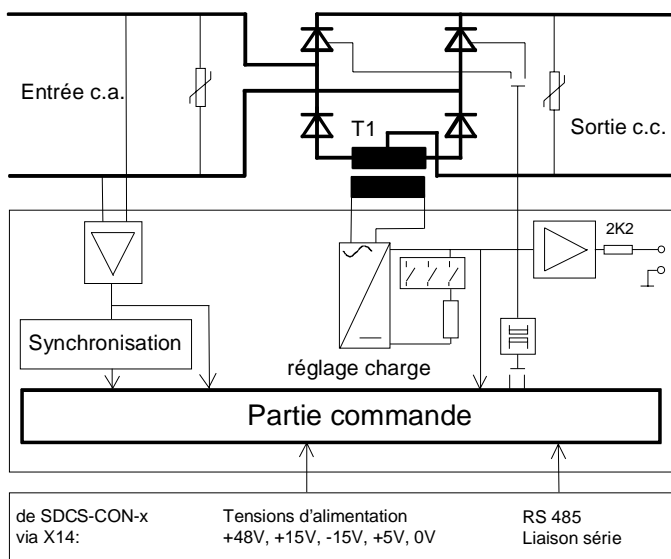 Entrée c.a.
T1
Sortie c.c.
2K2
Synchronisation
réglage charge
Partie commande
de SDCS-CON-x
via X14:
Tensions d'alimentation
+48V, +15V, -15V, +5V, 0V
RS 485
Liaison série